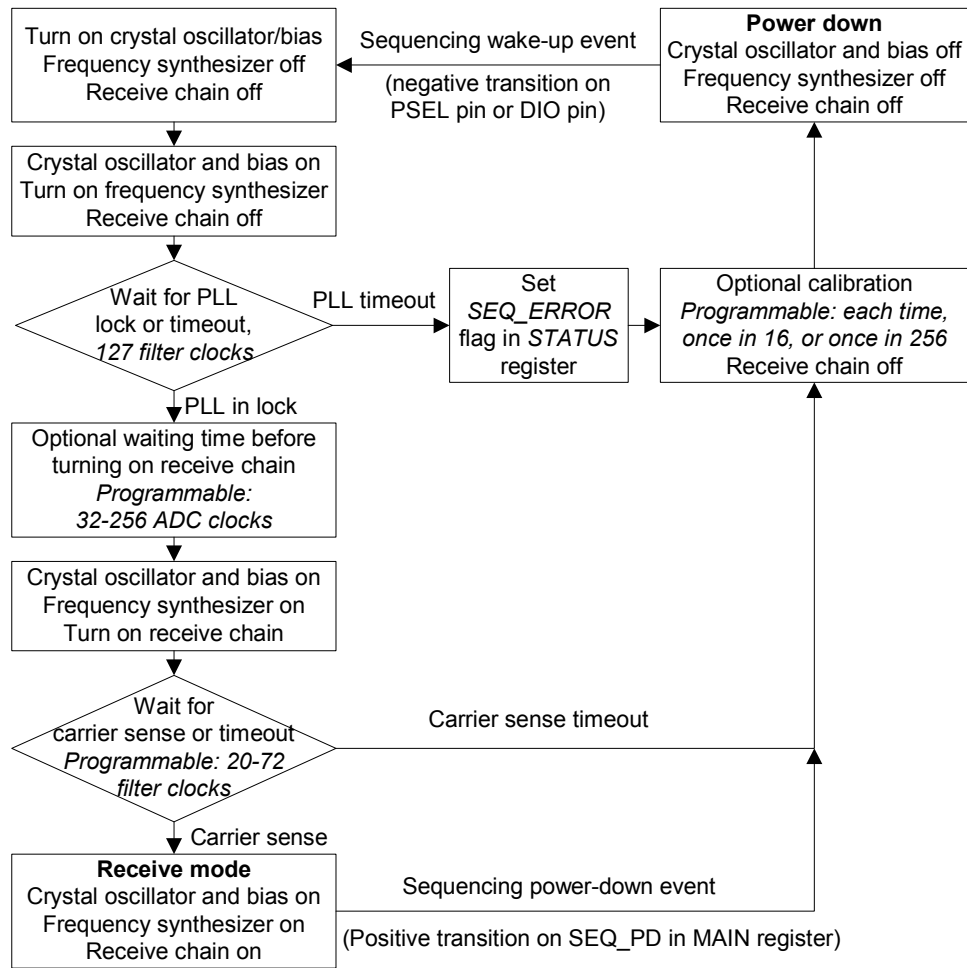 Turn on crystal oscillator/bias
Frequency synthesizer off
Receive chain off
Sequencing wake-up event
(negative transition on
PSEL pin or DIO pin)
Power down
Crystal oscillator and bias off
Frequency synthesizer off
Receive chain off
Crystal oscillator and bias on
Turn on frequency synthesizer
Receive chain off
Wait for PLL
lock or timeout,
127 filter clocks
PLL timeout
Set
SEQ_ERROR
flag in STATUS
register
Optional calibration
Programmable: each time,
once in 16, or once in 256
Receive chain off
PLL in lock
Optional waiting time before
turning on receive chain
Programmable:
32-256 ADC clocks
Crystal oscillator and bias on
Frequency synthesizer on
Turn on receive chain
Wait for
carrier sense or timeout
Programmable: 20-72
filter clocks
Carrier sense timeout
Carrier sense
Receive mode
Crystal oscillator and bias on
Frequency synthesizer on
Receive chain on
Sequencing power-down event
(Positive transition on SEQ_PD in MAIN register)